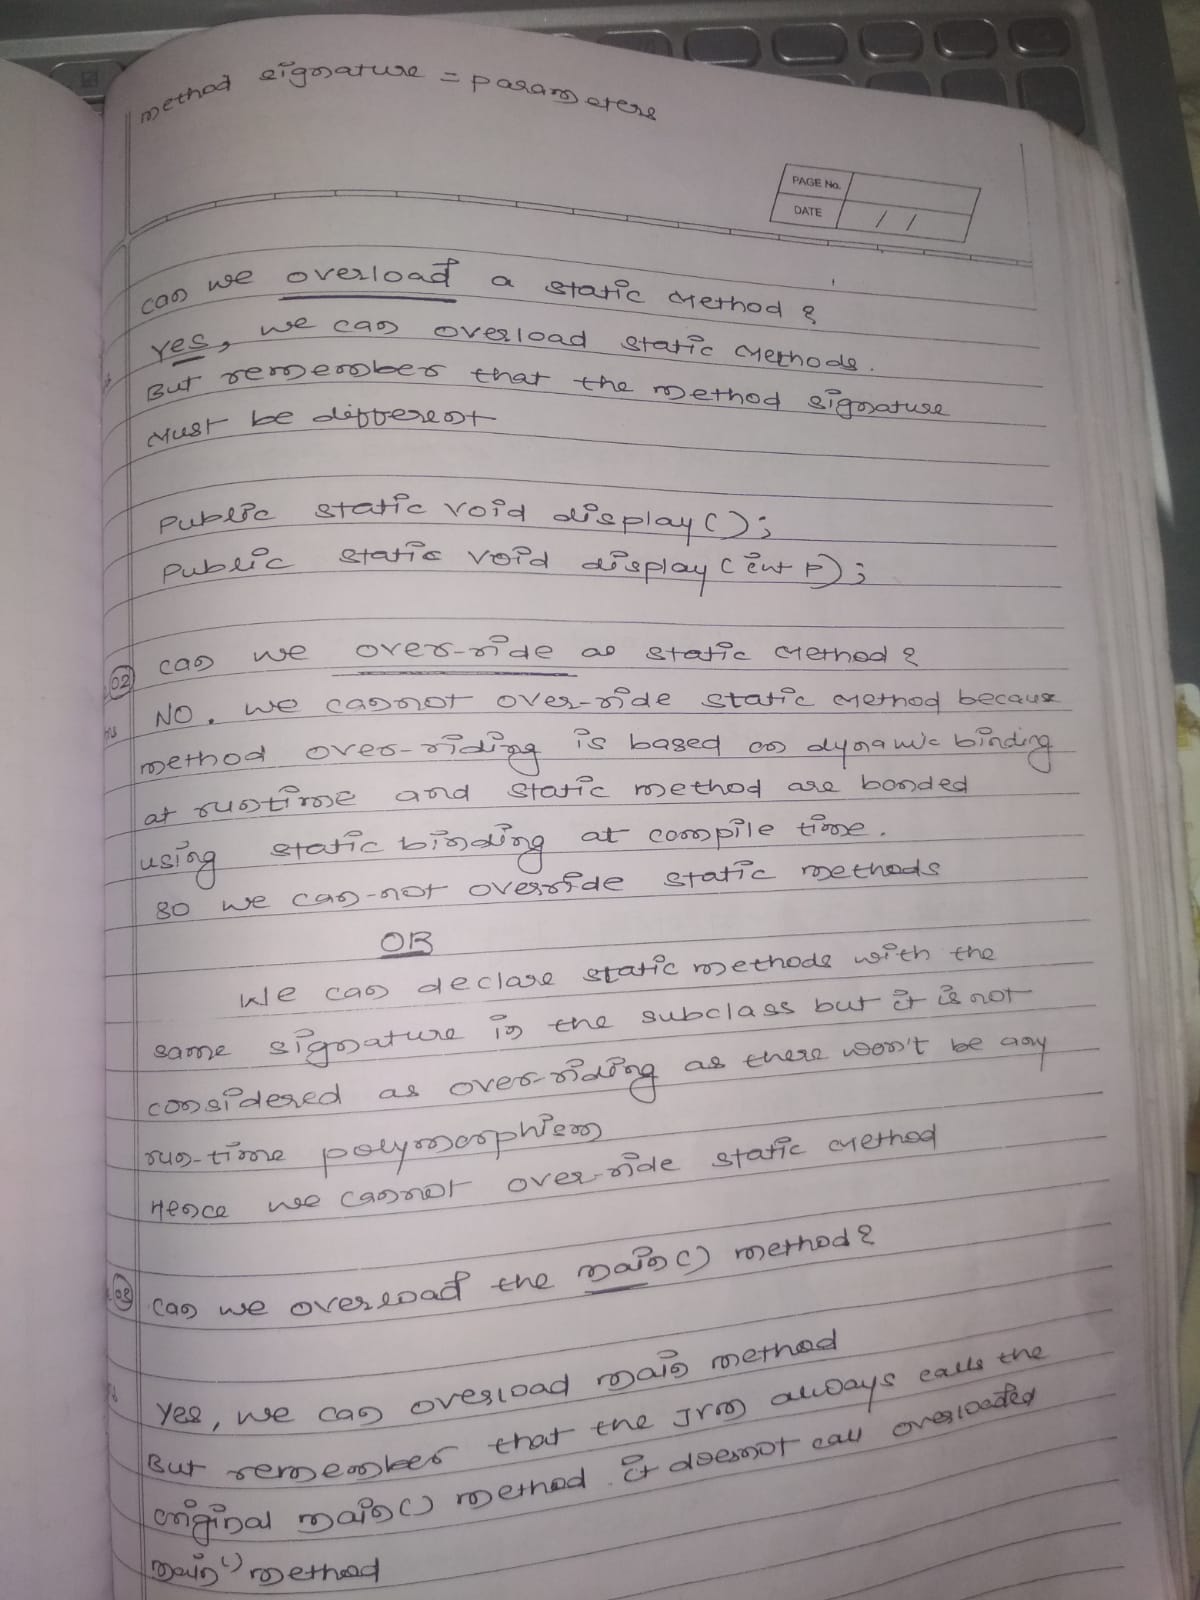 method signature = parameters
PAGE No.
DATE / /
can we overload a static method ?
Yes, we can overload static methods.
But remember that the method signature
Must be different
Public static void display();
Public static void display(int P);
02 can we over-ride as static method ?
NO. we cannot over-ride static method because
method over-riding is based on dynamic binding
at runtime and static method are bonded
using static binding at compile time.
so we can-not override static methods
OR
We can declare static methods with the
same signature in the subclass but it is not
considered as over-riding as there won't be any
run-time polymorphism
Hence we cannot over-ride static method
03 can we overload the main() method ?
Yes, we can overload main method
But remember that the JVM always calls the
original main() method. it doesnot call overloaded
main() method